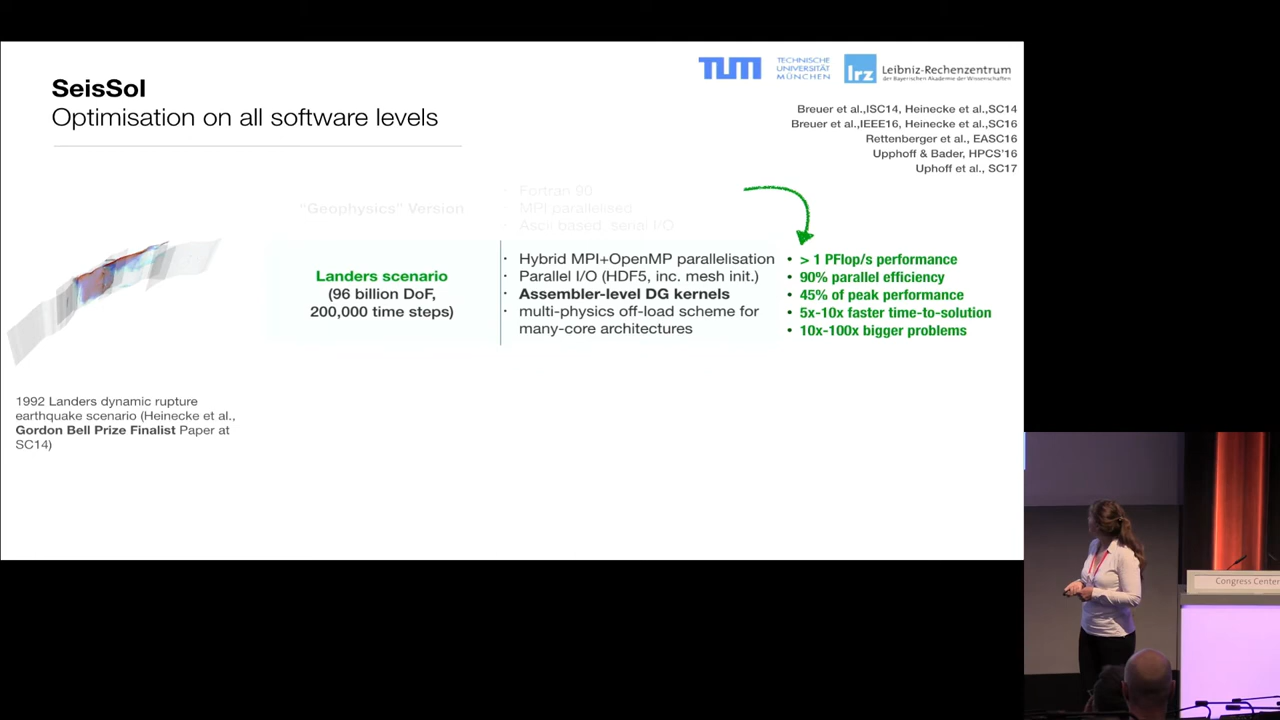 SeisSol
Optimisation on all software levels
TUM
TECHNISCHE
UNIVERSITÄT
MÜNCHEN
lrz
Leibniz-Rechenzentrum
der Bayerischen Akademie der Wissenschaften
Breuer et al.,ISC14, Heinecke et al.,SC14
Breuer et al.,IEEE16, Heinecke et al.,SC16
Rettenberger et al., EASC16
Upphoff & Bader, HPCS'16
Uphoff et al., SC17
"Geophysics" Version
· Fortran 90
· MPI parallelised
· Ascii based, serial I/O
Landers scenario
(96 billion DoF,
200,000 time steps)
· Hybrid MPI+OpenMP parallelisation
· Parallel I/O (HDF5, inc. mesh init.)
· Assembler-level DG kernels
· multi-physics off-load scheme for
many-core architectures
• > 1 PFlop/s performance
• 90% parallel efficiency
• 45% of peak performance
• 5x-10x faster time-to-solution
• 10x-100x bigger problems
1992 Landers dynamic rupture
earthquake scenario (Heinecke et al.,
Gordon Bell Prize Finalist Paper at
SC14)
Congress Center